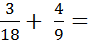 3/18 + 4/9 =